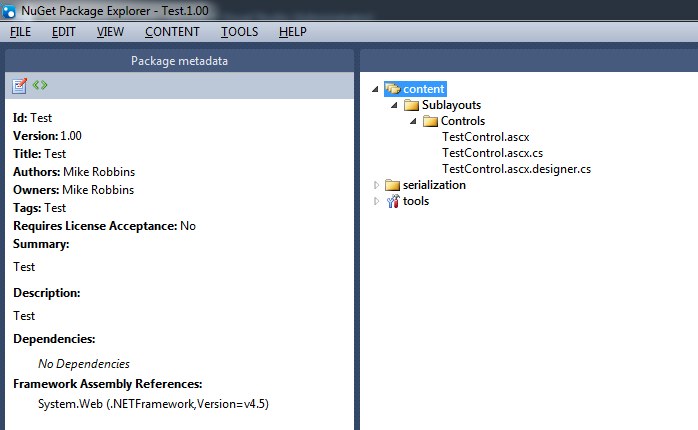 NuGet Package Explorer - Test.1.00
FILE EDIT VIEW CONTENT TOOLS HELP
Package metadata
Id: Test
Version: 1.00
Title: Test
Authors: Mike Robbins
Owners: Mike Robbins
Tags: Test
Requires License Acceptance: No
Summary:
Test
Description:
Test
Dependencies:
No Dependencies
Framework Assembly References:
System.Web (.NETFramework,Version=v4.5)
content
Sublayouts
Controls
TestControl.ascx
TestControl.ascx.cs
TestControl.ascx.designer.cs
serialization
tools